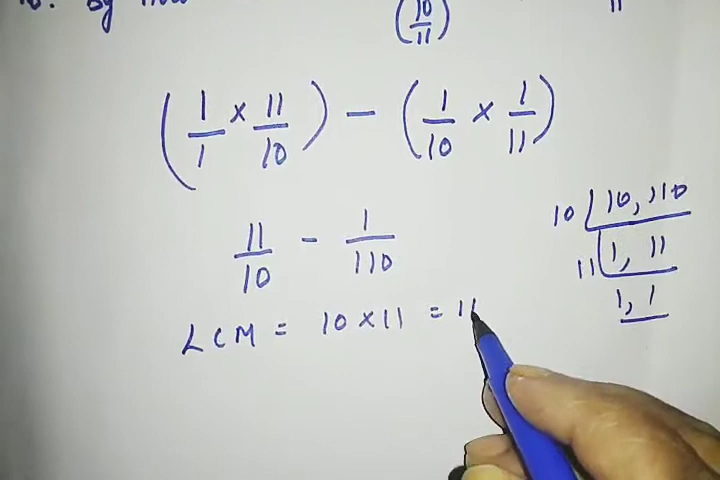 (10/11) 11
(1/1 × 11/10) − (1/10 × 1/11)
11/10 − 1/110
LCM = 10 × 11 = 11
10 | 10, 110
11 | 1, 11
1, 1